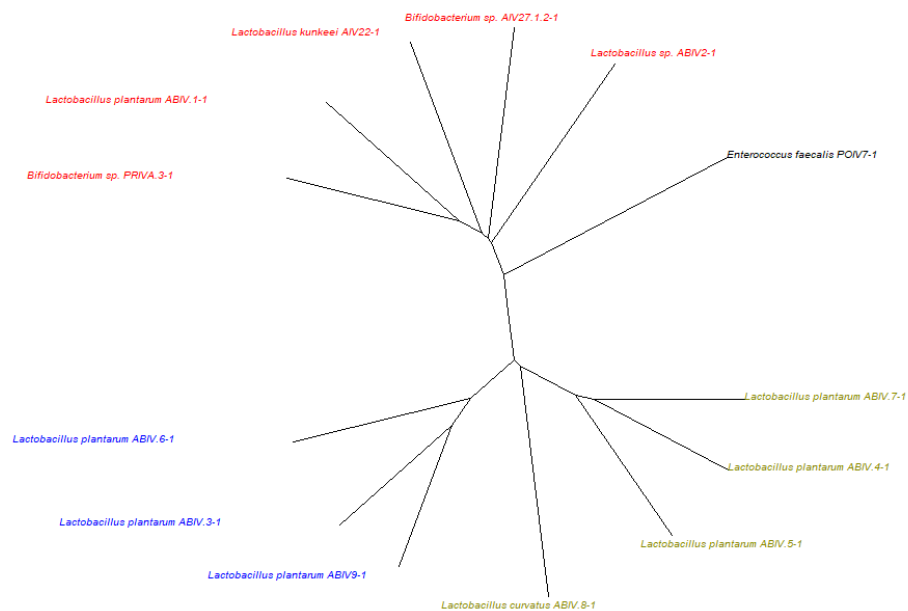 Bifidobacterium sp. AIV27.1.2-1
Lactobacillus kunkeei AIV22-1
Lactobacillus sp. ABIV2-1
Lactobacillus plantarum ABIV.1-1
Enterococcus faecalis POIV7-1
Bifidobacterium sp. PRIVA.3-1
Lactobacillus plantarum ABIV.7-1
Lactobacillus plantarum ABIV.6-1
Lactobacillus plantarum ABIV.4-1
Lactobacillus plantarum ABIV.3-1
Lactobacillus plantarum ABIV.5-1
Lactobacillus plantarum ABIV9-1
Lactobacillus curvatus ABIV.8-1